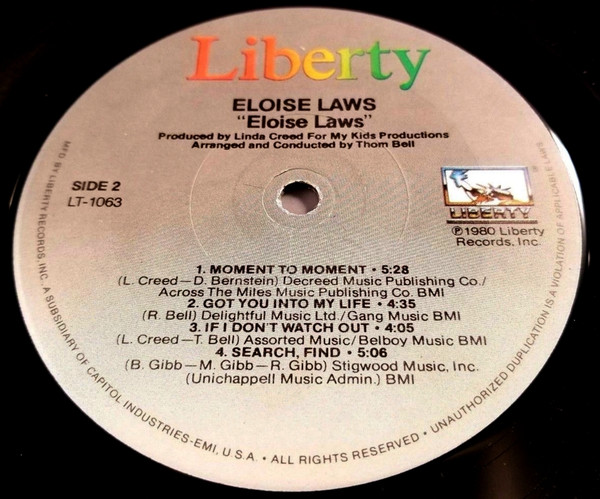 Liberty
ELOISE LAWS
"Eloise Laws"
Produced by Linda Creed For My Kids Productions
Arranged and Conducted by Thom Bell
SIDE 2
LT-1063
LIBERTY
℗1980 Liberty
Records, Inc.
1. MOMENT TO MOMENT • 5:28
(L. Creed—D. Bernstein) Decreed Music Publishing Co./
Across The Miles Music Publishing Co. BMI
2. GOT YOU INTO MY LIFE • 4:35
(R. Bell) Delightful Music Ltd./Gang Music BMI
3. IF I DON'T WATCH OUT • 4:05
(L. Creed—T. Bell) Assorted Music/Belboy Music BMI
4. SEARCH, FIND • 5:06
(B. Gibb—M. Gibb—R. Gibb) Stigwood Music, Inc.
(Unichappell Music Admin.) BMI
MFD. BY LIBERTY RECORDS, INC. A SUBSIDIARY OF CAPITOL INDUSTRIES-EMI, U.S.A. • ALL RIGHTS RESERVED • UNAUTHORIZED DUPLICATION IS A VIOLATION OF APPLICABLE LAWS